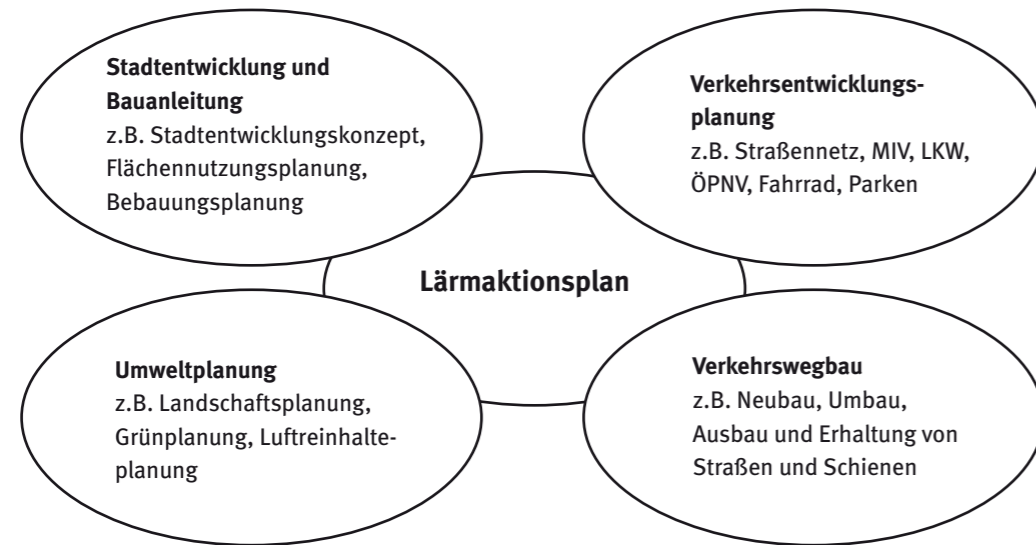 Stadtentwicklung und
Bauanleitung
z.B. Stadtentwicklungskonzept,
Flächennutzungsplanung,
Bebauungsplanung
Verkehrsentwicklungs-
planung
z.B. Straßennetz, MIV, LKW,
ÖPNV, Fahrrad, Parken
Lärmaktionsplan
Umweltplanung
z.B. Landschaftsplanung,
Grünplanung, Luftreinhalte-
planung
Verkehrswegbau
z.B. Neubau, Umbau,
Ausbau und Erhaltung von
Straßen und Schienen